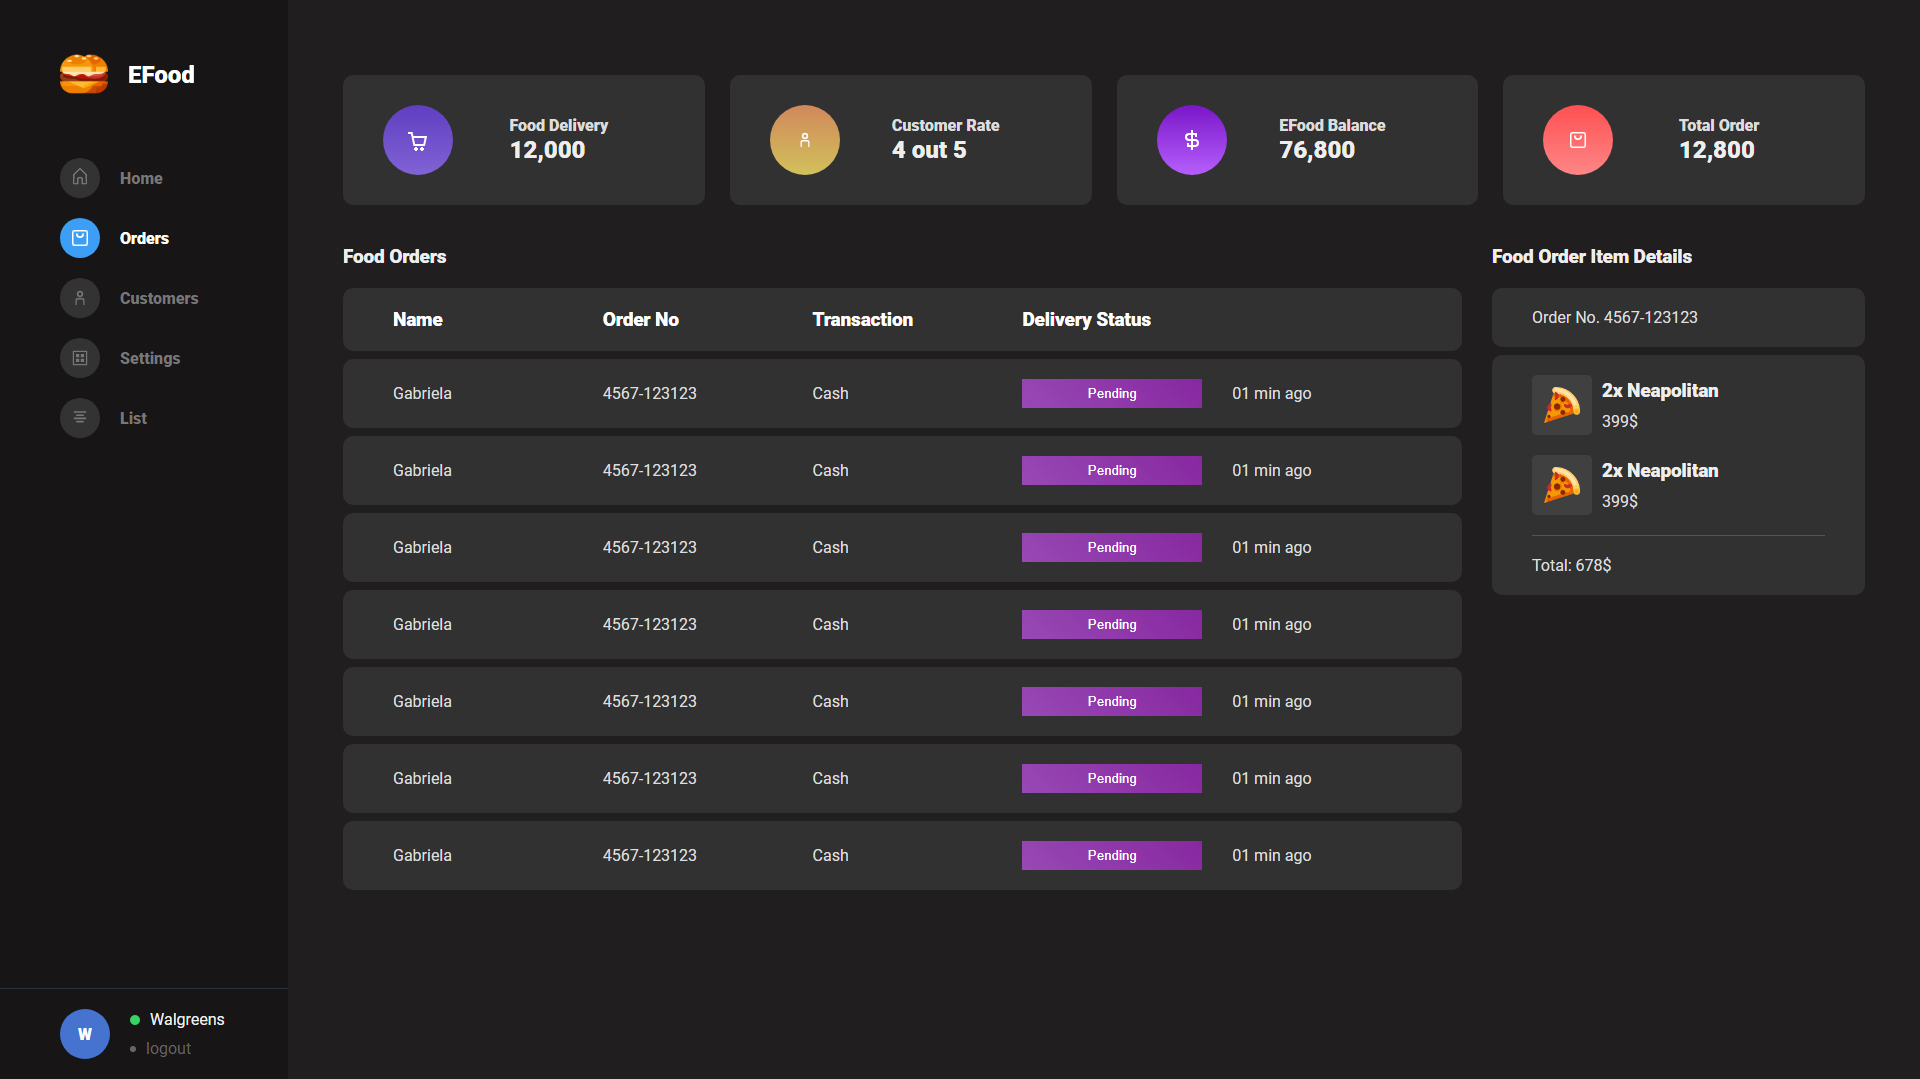 EFood
Home
Orders
Customers
Settings
List
W
Walgreens
logout
Food Delivery
12,000
Customer Rate
4 out 5
EFood Balance
76,800
Total Order
12,800
Food Orders
Name Order No Transaction Delivery Status
Gabriela 4567-123123 Cash Pending 01 min ago
Gabriela 4567-123123 Cash Pending 01 min ago
Gabriela 4567-123123 Cash Pending 01 min ago
Gabriela 4567-123123 Cash Pending 01 min ago
Gabriela 4567-123123 Cash Pending 01 min ago
Gabriela 4567-123123 Cash Pending 01 min ago
Gabriela 4567-123123 Cash Pending 01 min ago
Food Order Item Details
Order No. 4567-123123
2x Neapolitan
399$
2x Neapolitan
399$
Total: 678$